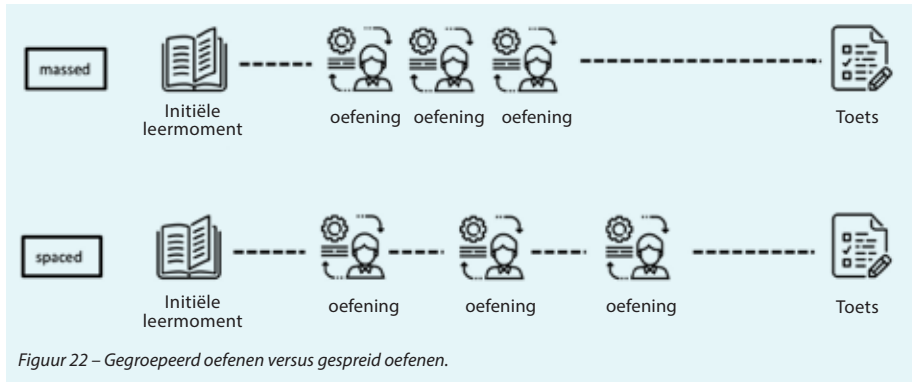 massed
Initiële
leermoment
oefening oefening oefening
Toets
spaced
Initiële
leermoment
oefening oefening oefening
Toets
Figuur 22 – Gegroepeerd oefenen versus gespreid oefenen.